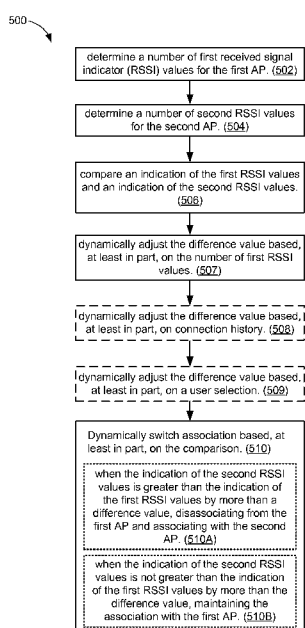 500
determine a number of first received signal
indicator (RSSI) values for the first AP. (502)
determine a number of second RSSI values
for the second AP. (504)
compare an indication of the first RSSI values
and an indication of the second RSSI values.
(506)
dynamically adjust the difference value based,
at least in part, on the number of first RSSI
values. (507)
dynamically adjust the difference value based,
at least in part, on connection history. (508)
dynamically adjust the difference value based,
at least in part, on a user selection. (509)
Dynamically switch association based, at
least in part, on the comparison. (510)
when the indication of the second RSSI
values is greater than the indication of
the first RSSI values by more than a
difference value, disassociating from the
first AP and associating with the second
AP. (510A)
when the indication of the second RSSI
values is not greater than the indication
of the first RSSI values by more than
the difference value, maintaining the
association with the first AP. (510B)